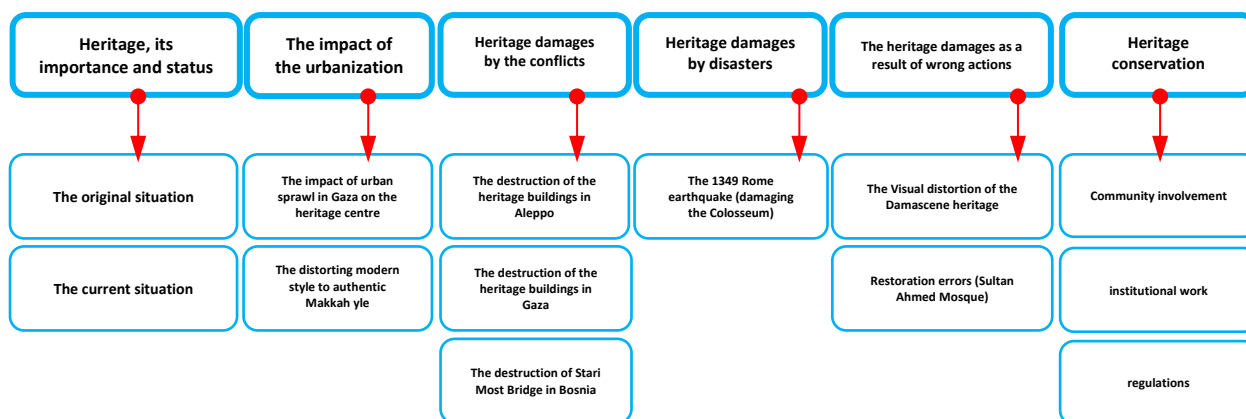 Heritage, its
importance and status
The impact of
the urbanization
Heritage damages
by the conflicts
Heritage damages
by disasters
The heritage damages as a
result of wrong actions
Heritage
conservation
The original situation
The current situation
The impact of urban
sprawl in Gaza on the
heritage centre
The distorting modern
style to authentic
Makkah yle
The destruction of the
heritage buildings in
Aleppo
The destruction of the
heritage buildings in
Gaza
The destruction of Stari
Most Bridge in Bosnia
The 1349 Rome
earthquake (damaging
the Colosseum)
The Visual distortion of the
Damascene heritage
Restoration errors (Sultan
Ahmed Mosque)
Community involvement
institutional work
regulations